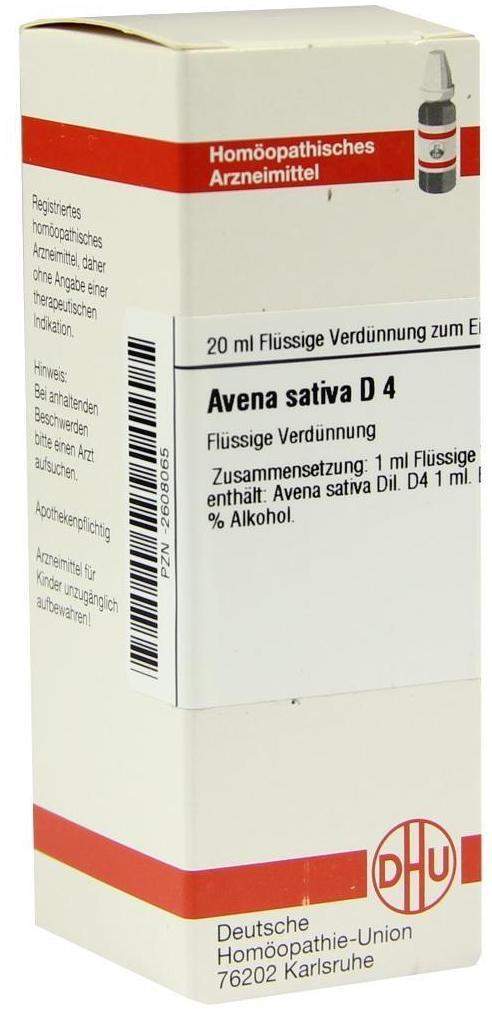 Homöopathisches
Arzneimittel
20 ml Flüssige Verdünnung zum
Avena sativa D 4
Flüssige Verdünnung
Zusammensetzung: 1 ml Flüssige
enthält: Avena sativa Dil. D4 1 ml.
% Alkohol.
DHU
Deutsche
Homöopathie-Union
76202 Karlsruhe
Registriertes
homöopathisches
Arzneimittel, daher
ohne Angabe einer
therapeutischen
Indikation.
Hinweis:
Bei anhaltenden
Beschwerden
bitte einen Arzt
aufsuchen.
Apothekenpflichtig
Arzneimittel für
Kinder unzugänglich
aufbewahren!
PZN -2608065